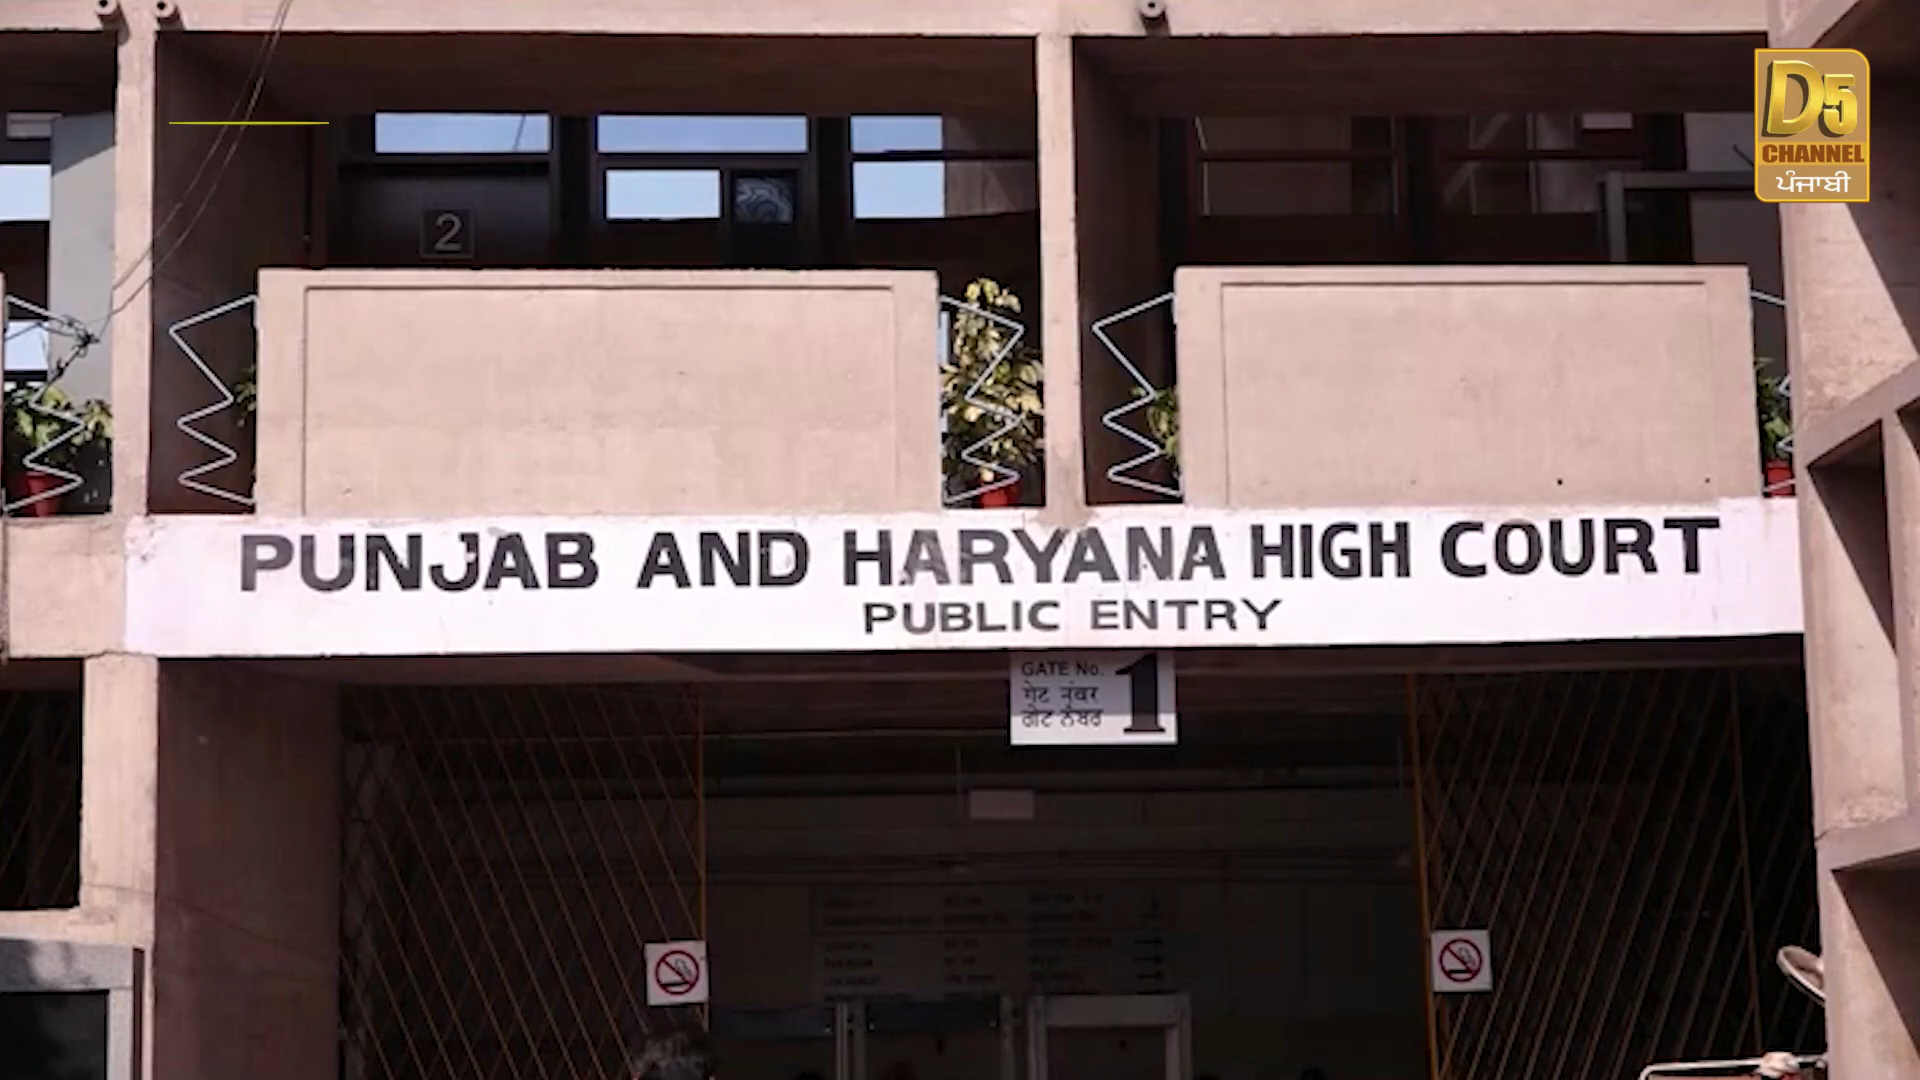 D5
CHANNEL
ਪੰਜਾਬੀ
2
PUNJAB AND HARYANA HIGH COURT
PUBLIC ENTRY
GATE No. 1
गेट नंबर
ਗੇਟ ਨੰਬਰ